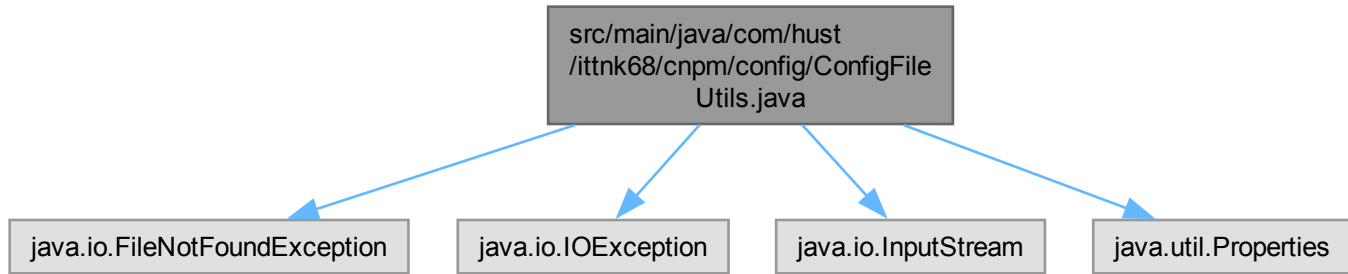 src/main/java/com/hust
/ittnk68/cnpm/config/ConfigFile
Utils.java
java.io.FileNotFoundException
java.io.IOException
java.io.InputStream
java.util.Properties